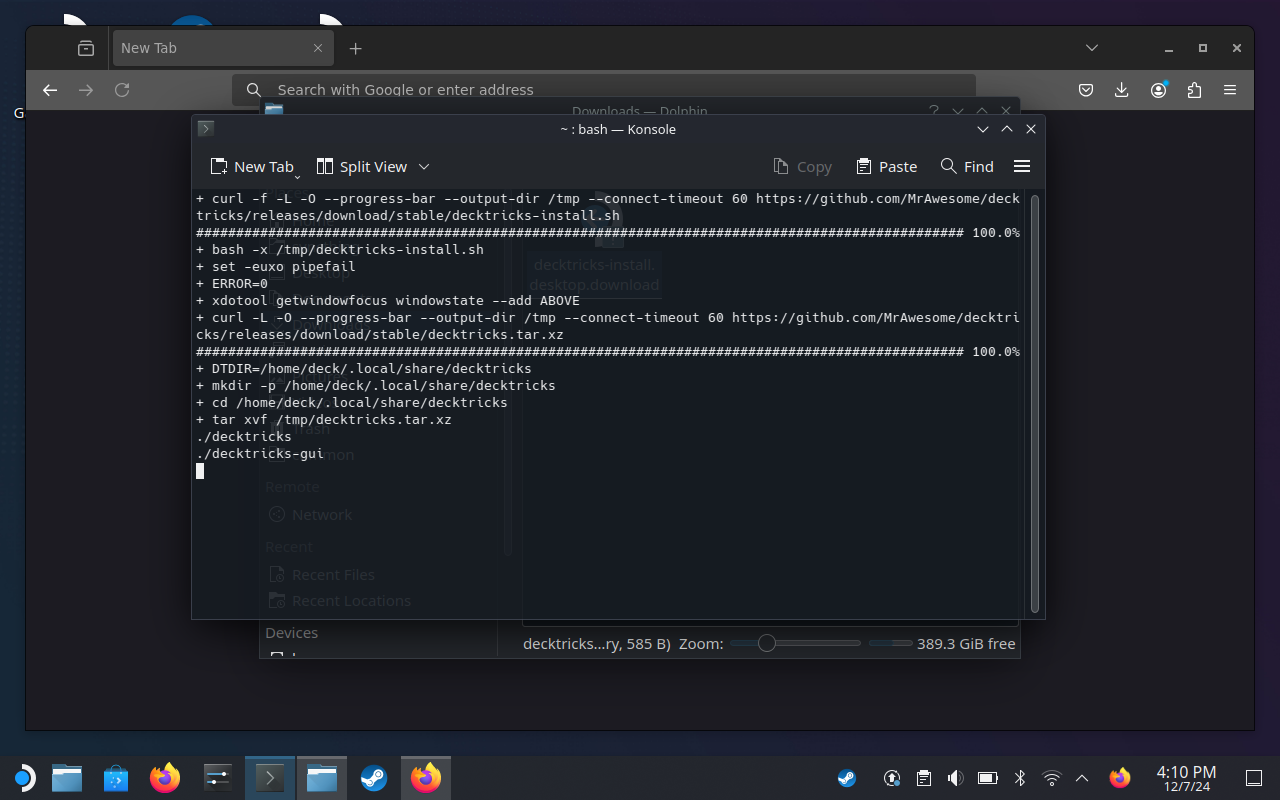 New Tab
Search with Google or enter address
G
Downloads — Dolphin
~ : bash — Konsole
New Tab
Split View
Copy
Paste
Find
+ curl -f -L -O --progress-bar --output-dir /tmp --connect-timeout 60 https://github.com/MrAwesome/deck
tricks/releases/download/stable/decktricks-install.sh
################################################################################################ 100.0%
+ bash -x /tmp/decktricks-install.sh
+ set -euxo pipefail
+ ERROR=0
+ xdotool getwindowfocus windowstate --add ABOVE
+ curl -L -O --progress-bar --output-dir /tmp --connect-timeout 60 https://github.com/MrAwesome/decktri
cks/releases/download/stable/decktricks.tar.xz
################################################################################################ 100.0%
+ DTDIR=/home/deck/.local/share/decktricks
+ mkdir -p /home/deck/.local/share/decktricks
+ cd /home/deck/.local/share/decktricks
+ tar xvf /tmp/decktricks.tar.xz
./decktricks
./decktricks-gui
decktricks-install.
desktop.download
Desktop
Trash
Remote
Network
Recent
Recent Files
Recent Locations
Devices
decktricks...ry, 585 B)
Zoom:
389.3 GiB free
4:10 PM
12/7/24